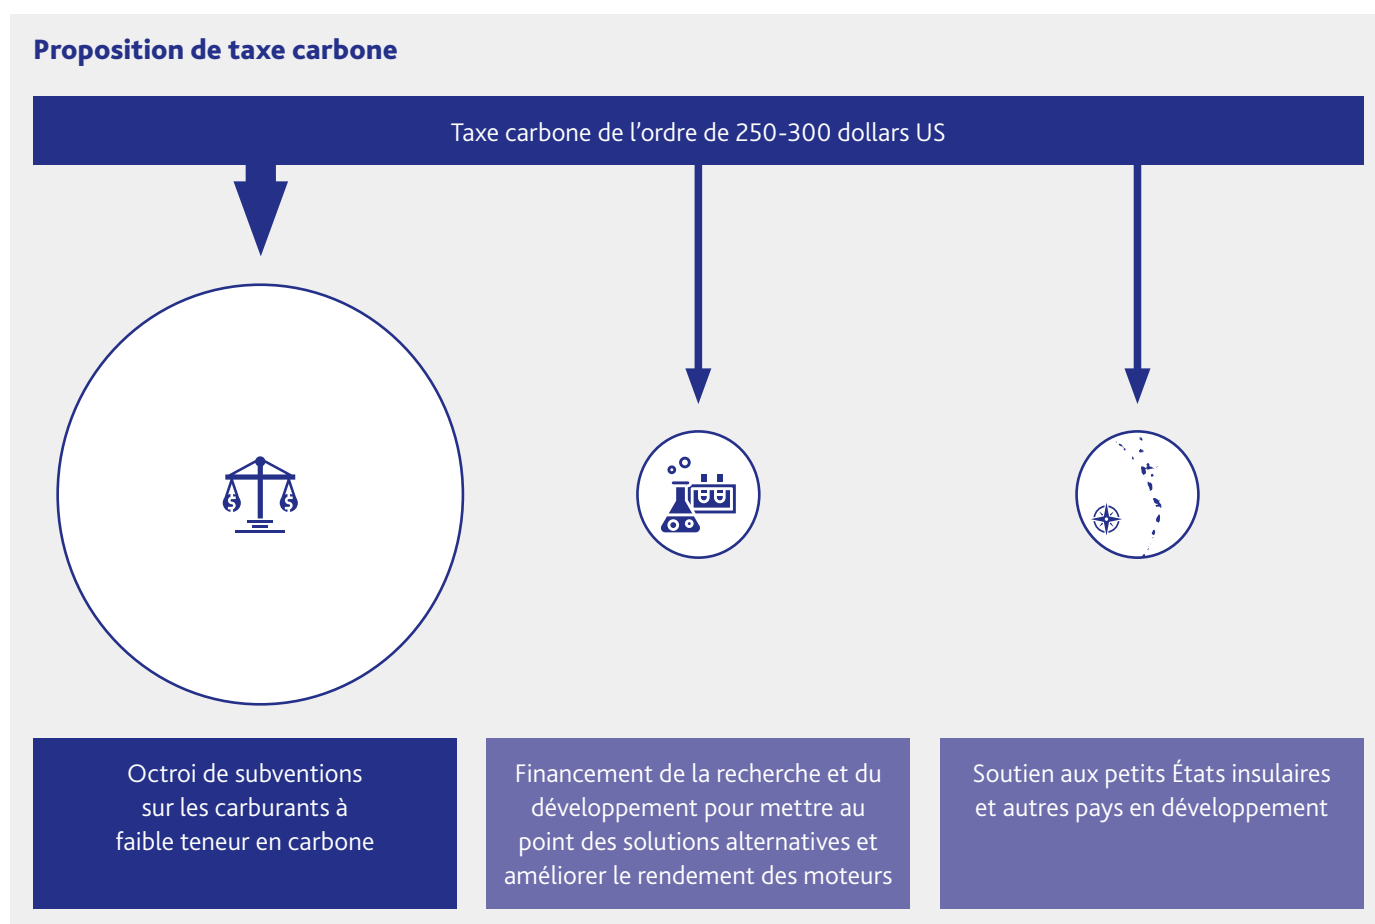 Proposition de taxe carbone
Taxe carbone de l’ordre de 250-300 dollars US
$ $
Octroi de subventions
sur les carburants à
faible teneur en carbone
Financement de la recherche et du
développement pour mettre au
point des solutions alternatives et
améliorer le rendement des moteurs
Soutien aux petits États insulaires
et autres pays en développement